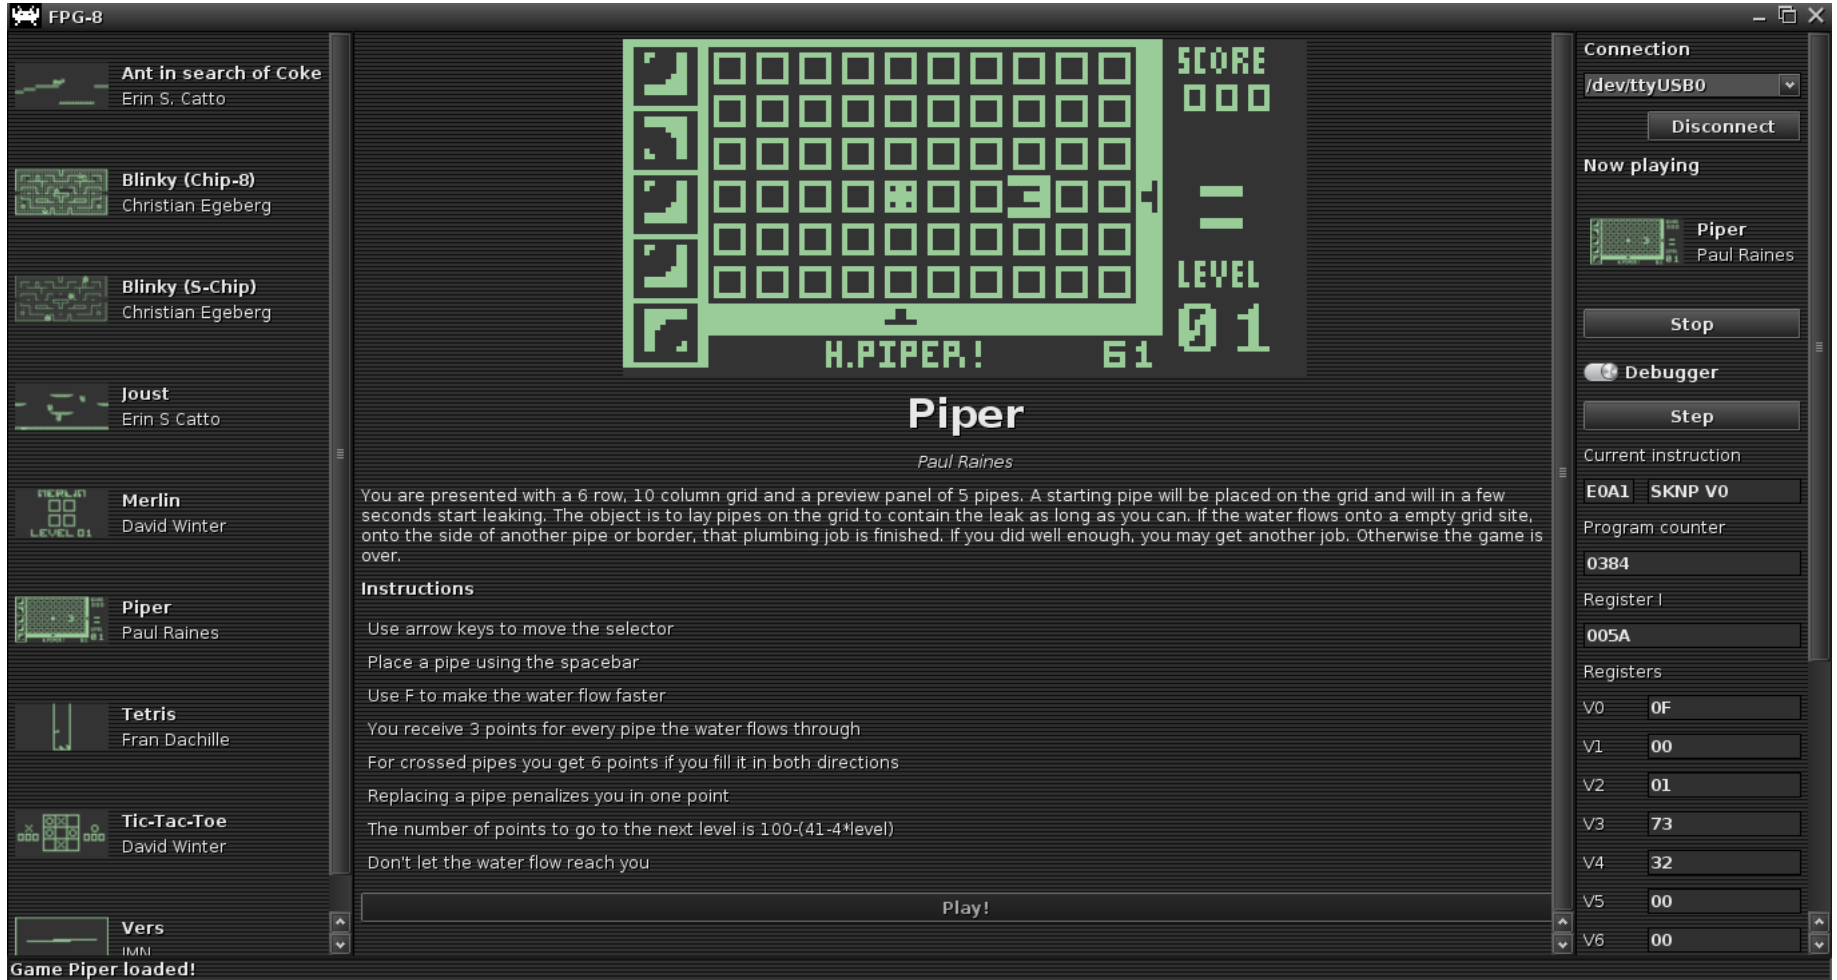 FPG-8
Ant in search of Coke
Erin S. Catto
Blinky (Chip-8)
Christian Egeberg
Blinky (S-Chip)
Christian Egeberg
Joust
Erin S Catto
MERLIN
LEVEL 01
Merlin
David Winter
Piper
Paul Raines
Tetris
Fran Dachille
Tic-Tac-Toe
David Winter
Vers
JMN
SCORE
000
LEVEL
01
H.PIPER!
61
Piper
Paul Raines
You are presented with a 6 row, 10 column grid and a preview panel of 5 pipes. A starting pipe will be placed on the grid and will in a few
seconds start leaking. The object is to lay pipes on the grid to contain the leak as long as you can. If the water flows onto a empty grid site,
onto the side of another pipe or border, that plumbing job is finished. If you did well enough, you may get another job. Otherwise the game is
over.
Instructions
Use arrow keys to move the selector
Place a pipe using the spacebar
Use F to make the water flow faster
You receive 3 points for every pipe the water flows through
For crossed pipes you get 6 points if you fill it in both directions
Replacing a pipe penalizes you in one point
The number of points to go to the next level is 100-(41-4*level)
Don't let the water flow reach you
Play!
Connection
/dev/ttyUSB0
Disconnect
Now playing
Piper
Paul Raines
Stop
Debugger
Step
Current instruction
E0A1 SKNP V0
Program counter
0384
Register I
005A
Registers
V0 0F
V1 00
V2 01
V3 73
V4 32
V5 00
V6 00
Game Piper loaded!